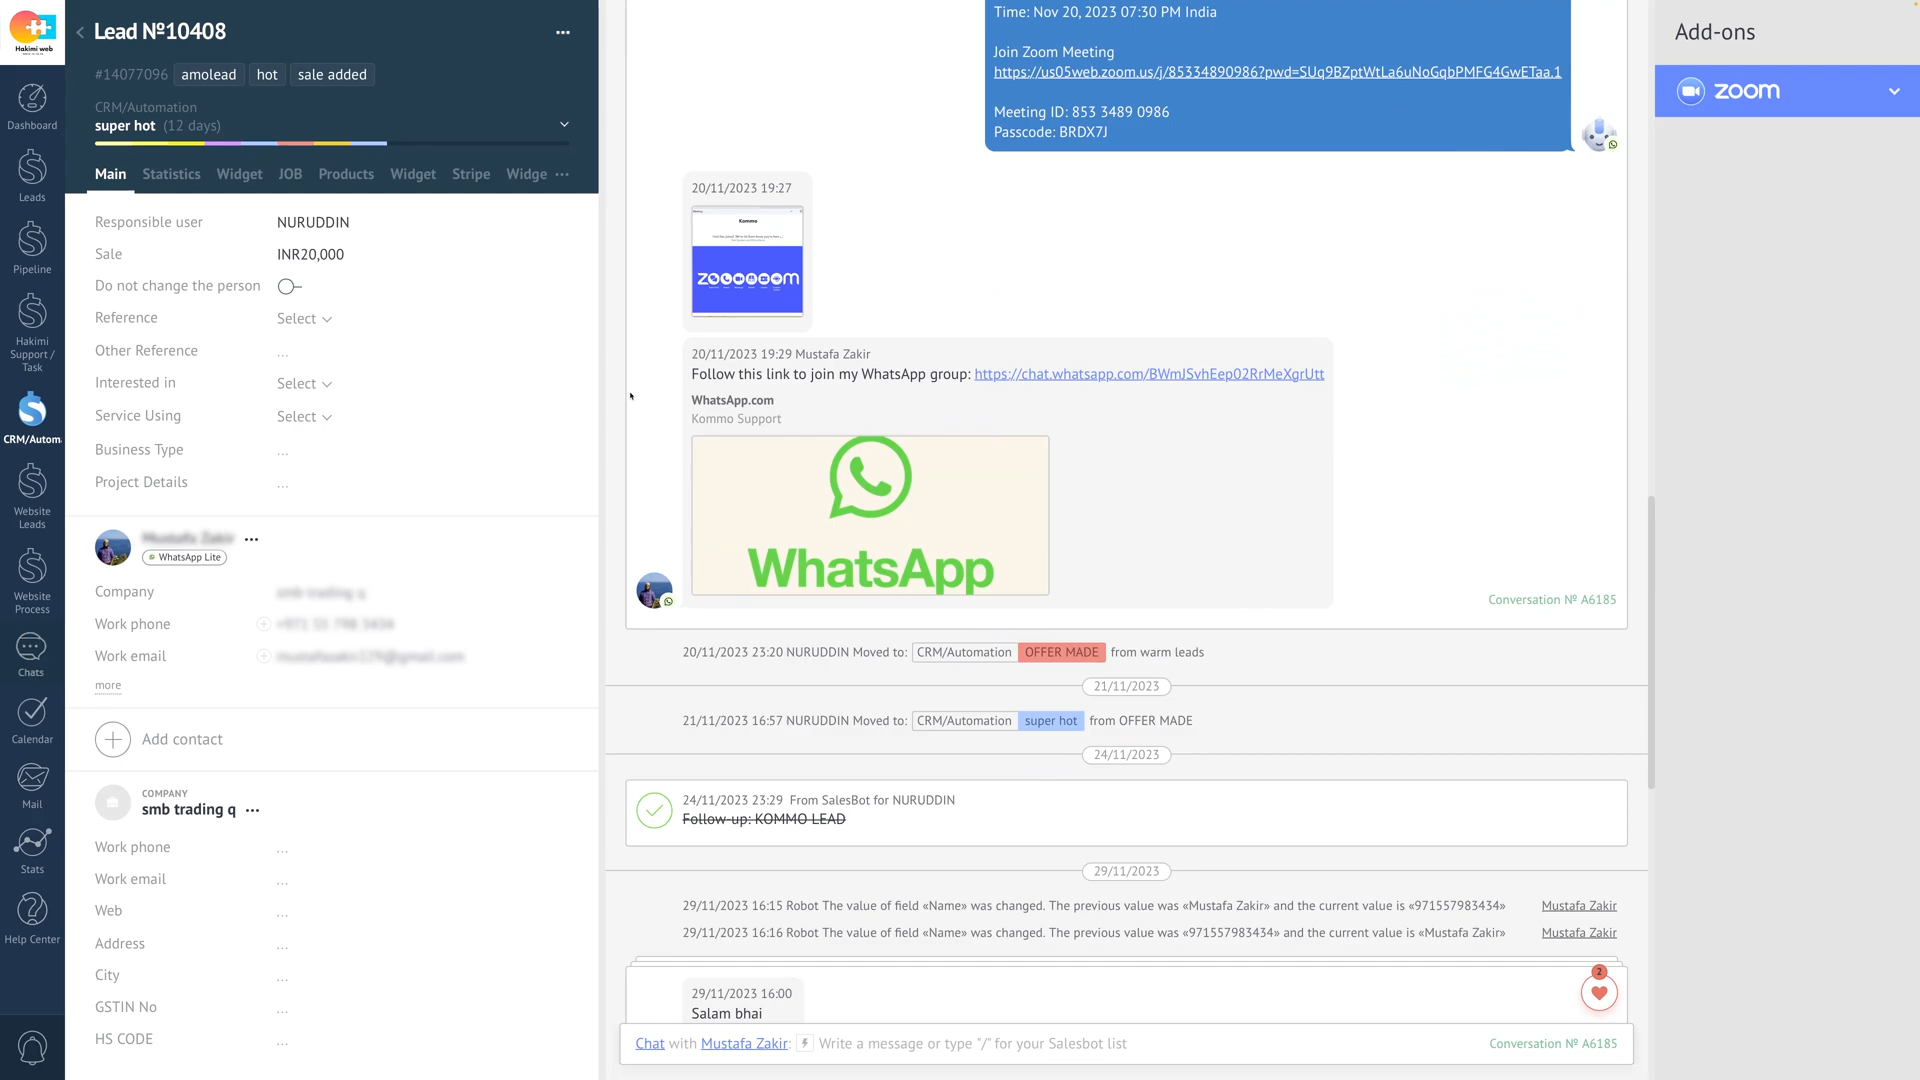 Hakimi web
Dashboard
Leads
Pipeline
Hakimi
Support /
Task
CRM/Autom
Website
Leads
Website
Process
Chats
Calendar
Mail
Stats
Help Center
Lead №10408
#14077096 amolead hot sale added
CRM/Automation
super hot (12 days)
Main Statistics Widget JOB Products Widget Stripe Widge
Responsible user NURUDDIN
Sale INR20,000
Do not change the person
Reference Select
Other Reference ...
Interested in Select
Service Using Select
Business Type ...
Project Details ...
WhatsApp Lite
Company
Work phone
Work email
more
Add contact
COMPANY
smb trading q
Work phone ...
Work email ...
Web ...
Address ...
City ...
GSTIN No ...
HS CODE ...
Time: Nov 20, 2023 07:30 PM India
Join Zoom Meeting
https://us05web.zoom.us/j/85334890986?pwd=SUq9BZptWtLa6uNoGqbPMFG4GwETaa.1
Meeting ID: 853 3489 0986
Passcode: BRDX7J
20/11/2023 19:27
Kommo
20/11/2023 19:29 Mustafa Zakir
Follow this link to join my WhatsApp group: https://chat.whatsapp.com/BWmJSvhEep02RrMeXgrUtt
WhatsApp.com
Kommo Support
WhatsApp
Conversation № A6185
20/11/2023 23:20 NURUDDIN Moved to: CRM/Automation OFFER MADE from warm leads
21/11/2023
21/11/2023 16:57 NURUDDIN Moved to: CRM/Automation super hot from OFFER MADE
24/11/2023
24/11/2023 23:29 From SalesBot for NURUDDIN
Follow-up: KOMMO LEAD
29/11/2023
29/11/2023 16:15 Robot The value of field «Name» was changed. The previous value was «Mustafa Zakir» and the current value is «971557983434» Mustafa Zakir
29/11/2023 16:16 Robot The value of field «Name» was changed. The previous value was «971557983434» and the current value is «Mustafa Zakir» Mustafa Zakir
2
29/11/2023 16:00
Salam bhai
Chat with Mustafa Zakir: Write a message or type "/" for your Salesbot list
Conversation № A6185
Add-ons
zoom